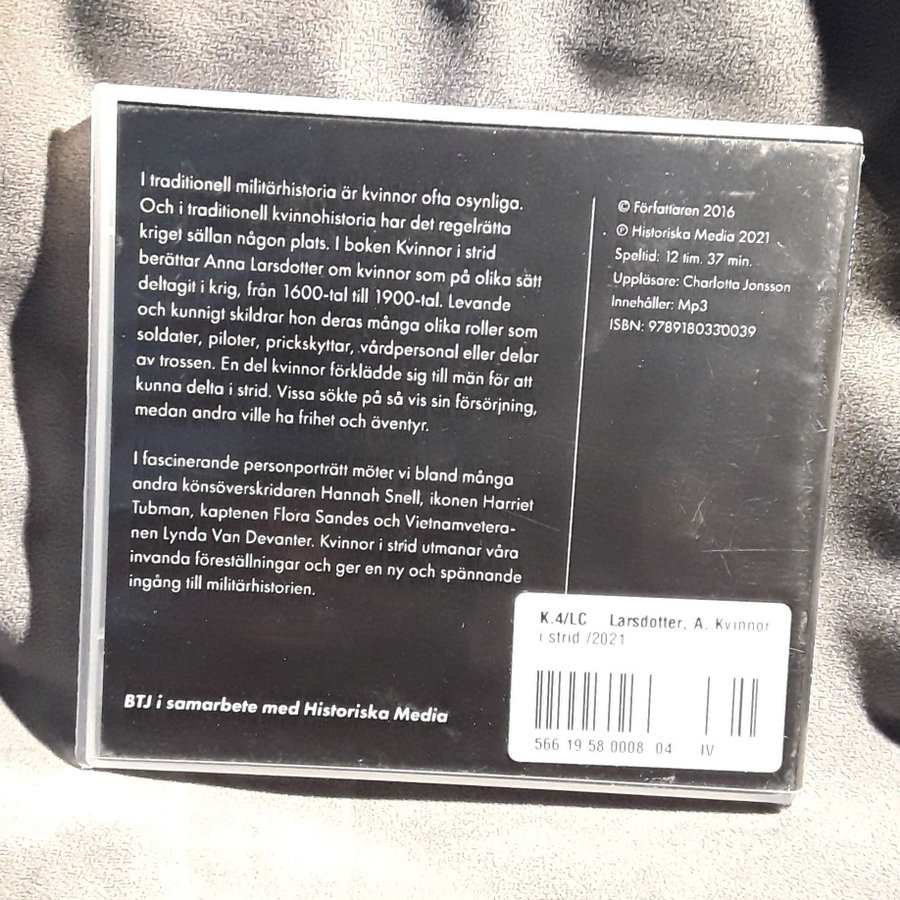 I traditionell militärhistoria är kvinnor ofta osynliga.
Och i traditionell kvinnohistoria har det regelrätta
kriget sällan någon plats. I boken Kvinnor i strid
berättar Anna Larsdotter om kvinnor som på olika sätt
deltagit i krig, från 1600-tal till 1900-tal. Levande
och kunnigt skildrar hon deras många olika roller som
soldater, piloter, prickskyttar, vårdpersonal eller delar
av trossen. En del kvinnor förklädde sig till män för att
kunna delta i strid. Vissa sökte på så vis sin försörjning,
medan andra ville ha frihet och äventyr.
I fascinerande personporträtt möter vi bland många
andra könsöverskridaren Hannah Snell, ikonen Harriet
Tubman, kaptenen Flora Sandes och Vietnamvetera-
nen Lynda Van Devanter. Kvinnor i strid utmanar våra
invanda föreställningar och ger en ny och spännande
ingång till militärhistorien.
BTJ i samarbete med Historiska Media
© Författaren 2016
℗ Historiska Media 2021
Speltid: 12 tim. 37 min.
Uppläsare: Charlotta Jonsson
Innehåller: Mp3
ISBN: 9789180330039
K.4/LC Larsdotter, A. Kvinnor
i strid /2021
566 19 58 0008 04 IV